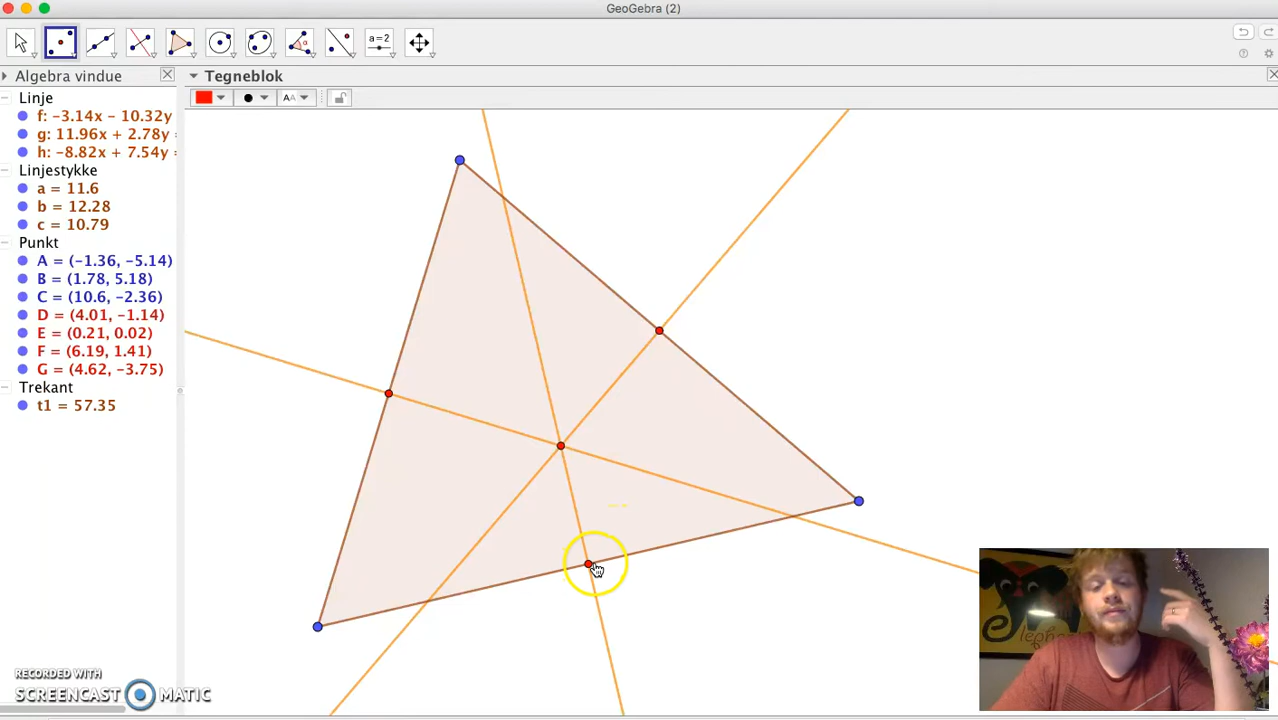 GeoGebra (2)
a=2
Algebra vindue
Tegneblok
AA
Linje
f: -3.14x - 10.32y
g: 11.96x + 2.78y =
h: -8.82x + 7.54y =
Linjestykke
a = 11.6
b = 12.28
c = 10.79
Punkt
A = (-1.36, -5.14)
B = (1.78, 5.18)
C = (10.6, -2.36)
D = (4.01, -1.14)
E = (0.21, 0.02)
F = (6.19, 1.41)
G = (4.62, -3.75)
Trekant
t1 = 57.35
elephant
RECORDED WITH
SCREENCAST MATIC